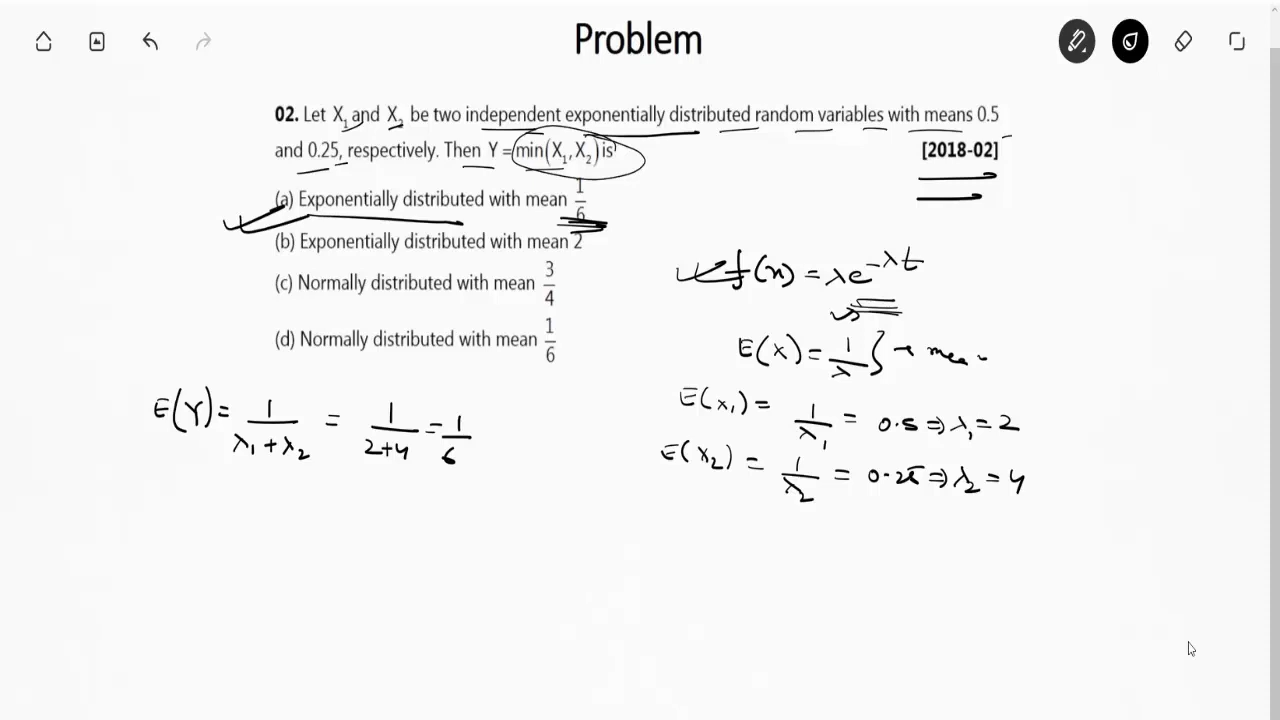 Problem
02. Let X₁ and X₂ be two independent exponentially distributed random variables with means 0.5
and 0.25, respectively. Then Y = min(X₁, X₂) is
[2018-02]
(a) Exponentially distributed with mean 1/6
(b) Exponentially distributed with mean 2
(c) Normally distributed with mean 3/4
(d) Normally distributed with mean 1/6
f(x) = λe^-λt
E(X) = 1/λ } → mean
E(x₁) = 1/λ₁ = 0.5 ⇒ λ₁ = 2
E(x₂) = 1/λ₂ = 0.25 ⇒ λ₂ = 4
E(Y) = 1/(λ₁ + λ₂) = 1/(2+4) = 1/6